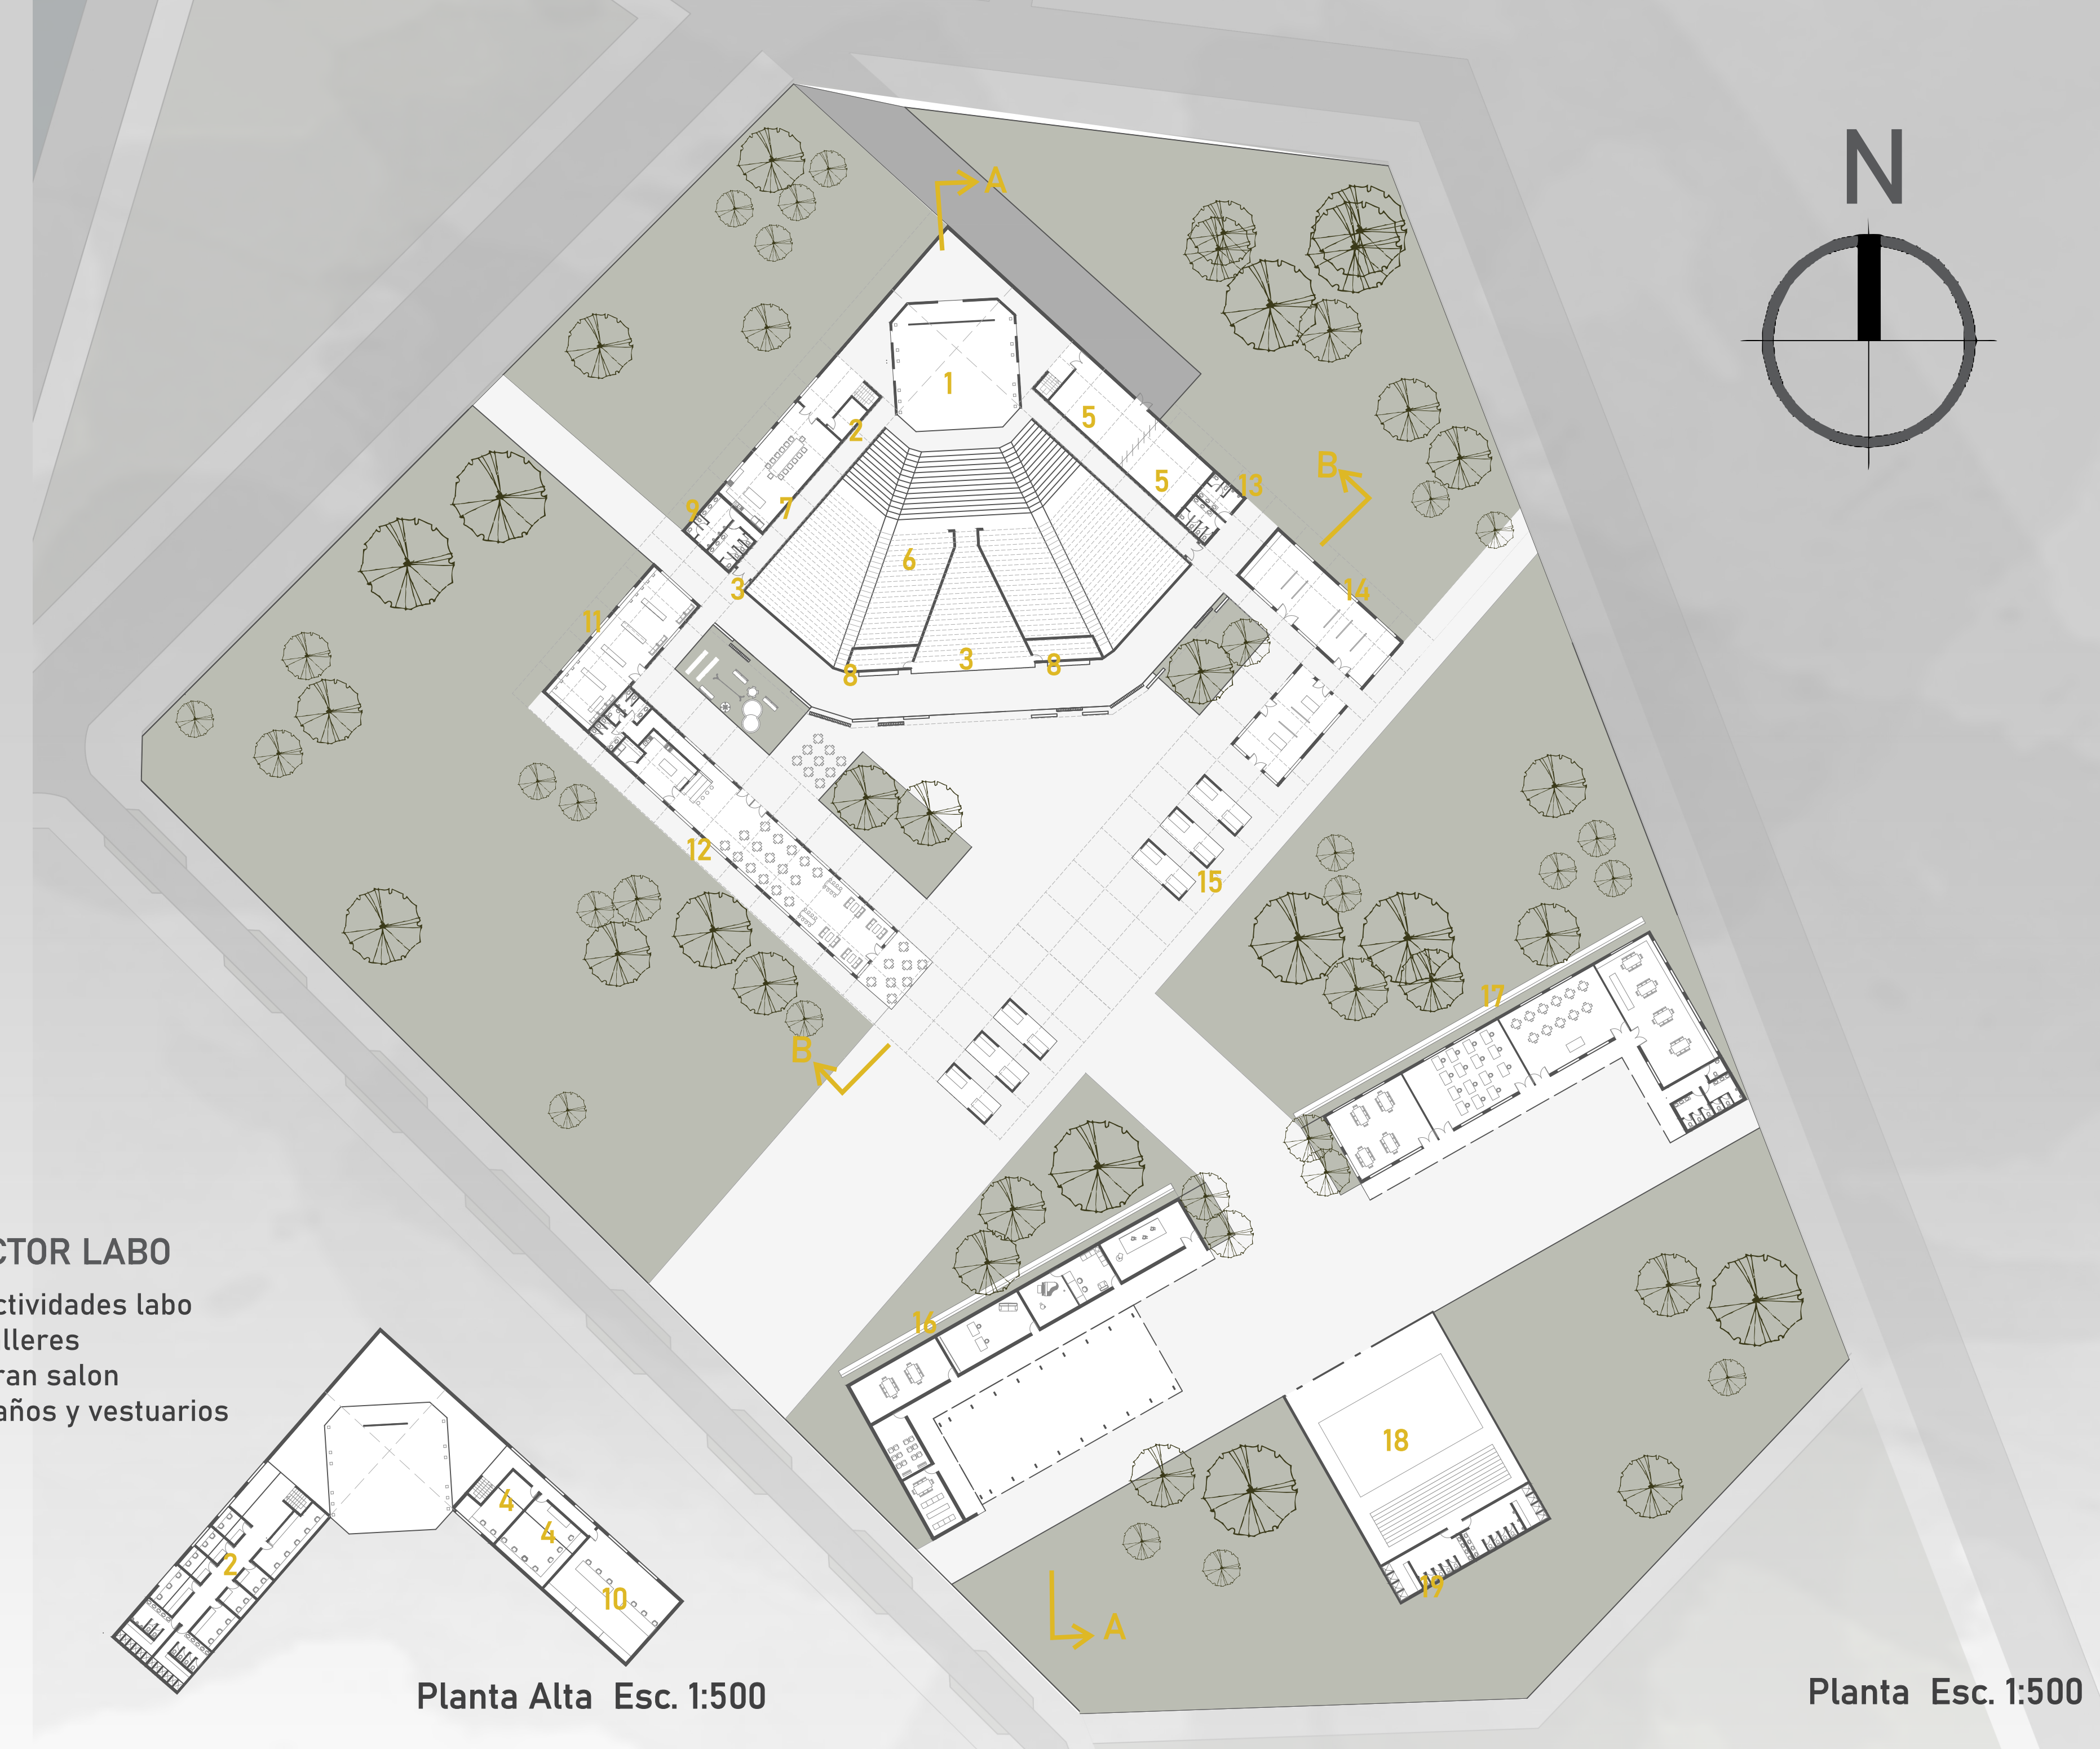 N
A
1
2
5
5
13
B
9
7
6
3
14
11
3
8
8
12
15
B
17
16
18
19
A
CTOR LABO
ctividades labo
lleres
ran salon
años y vestuarios
4
4
2
10
Planta Alta Esc. 1:500
Planta Esc. 1:500